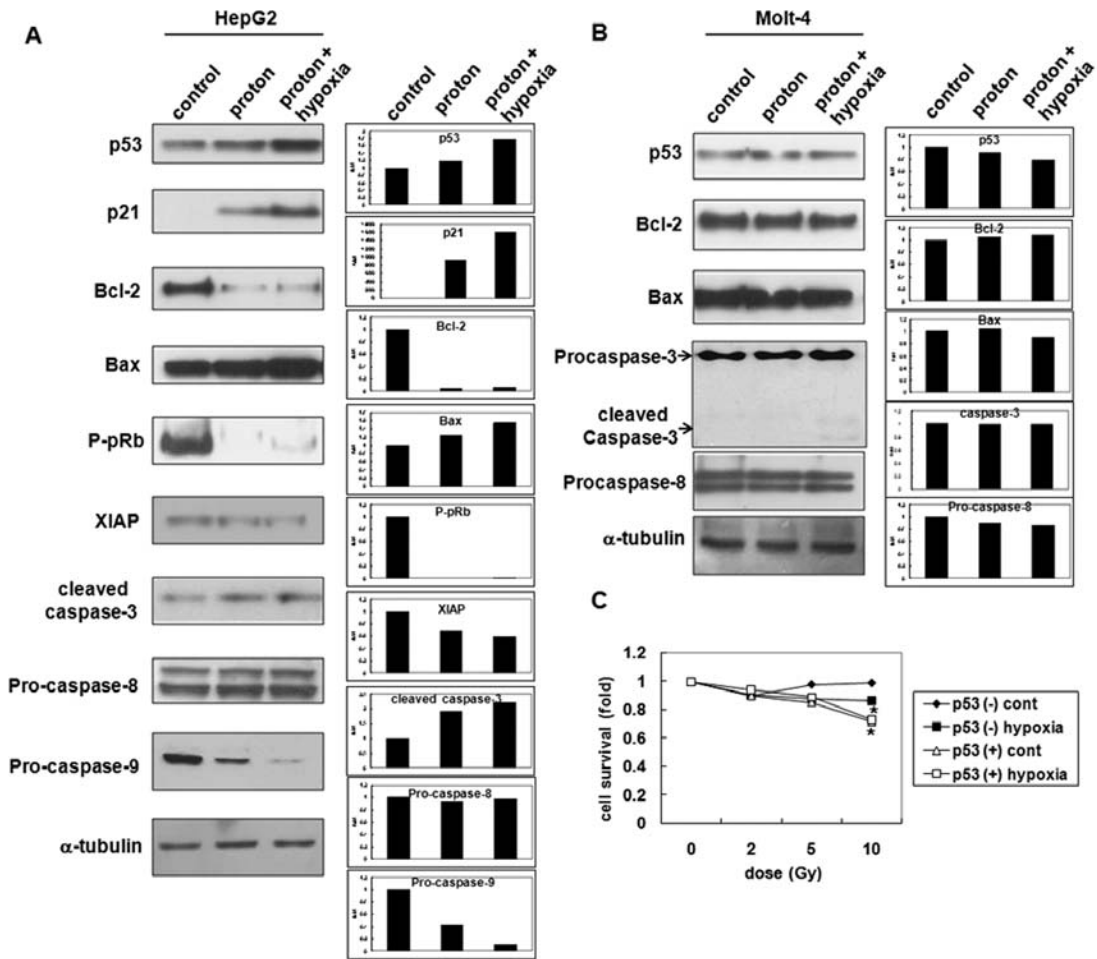 A
HepG2
control
proton
proton +
hypoxia
control
proton
proton +
hypoxia
p53
p21
Bcl-2
Bax
P-pRb
XIAP
cleaved
caspase-3
Pro-caspase-8
Pro-caspase-9
α-tubulin
p53
p21
Bcl-2
Bax
P-pRb
XIAP
cleaved caspase-3
Pro-caspase-8
Pro-caspase-9
B
Molt-4
control
proton
proton +
hypoxia
control
proton
proton +
hypoxia
p53
Bcl-2
Bax
Procaspase-3
cleaved
Caspase-3
Procaspase-8
α-tubulin
p53
Bcl-2
Bax
caspase-3
Pro-caspase-8
C
cell survival (fold)
1.2
1
0.8
0.6
0.4
0.2
0
0 2 5 10
dose (Gy)
*
*
p53 (-) cont
p53 (-) hypoxia
p53 (+) cont
p53 (+) hypoxia